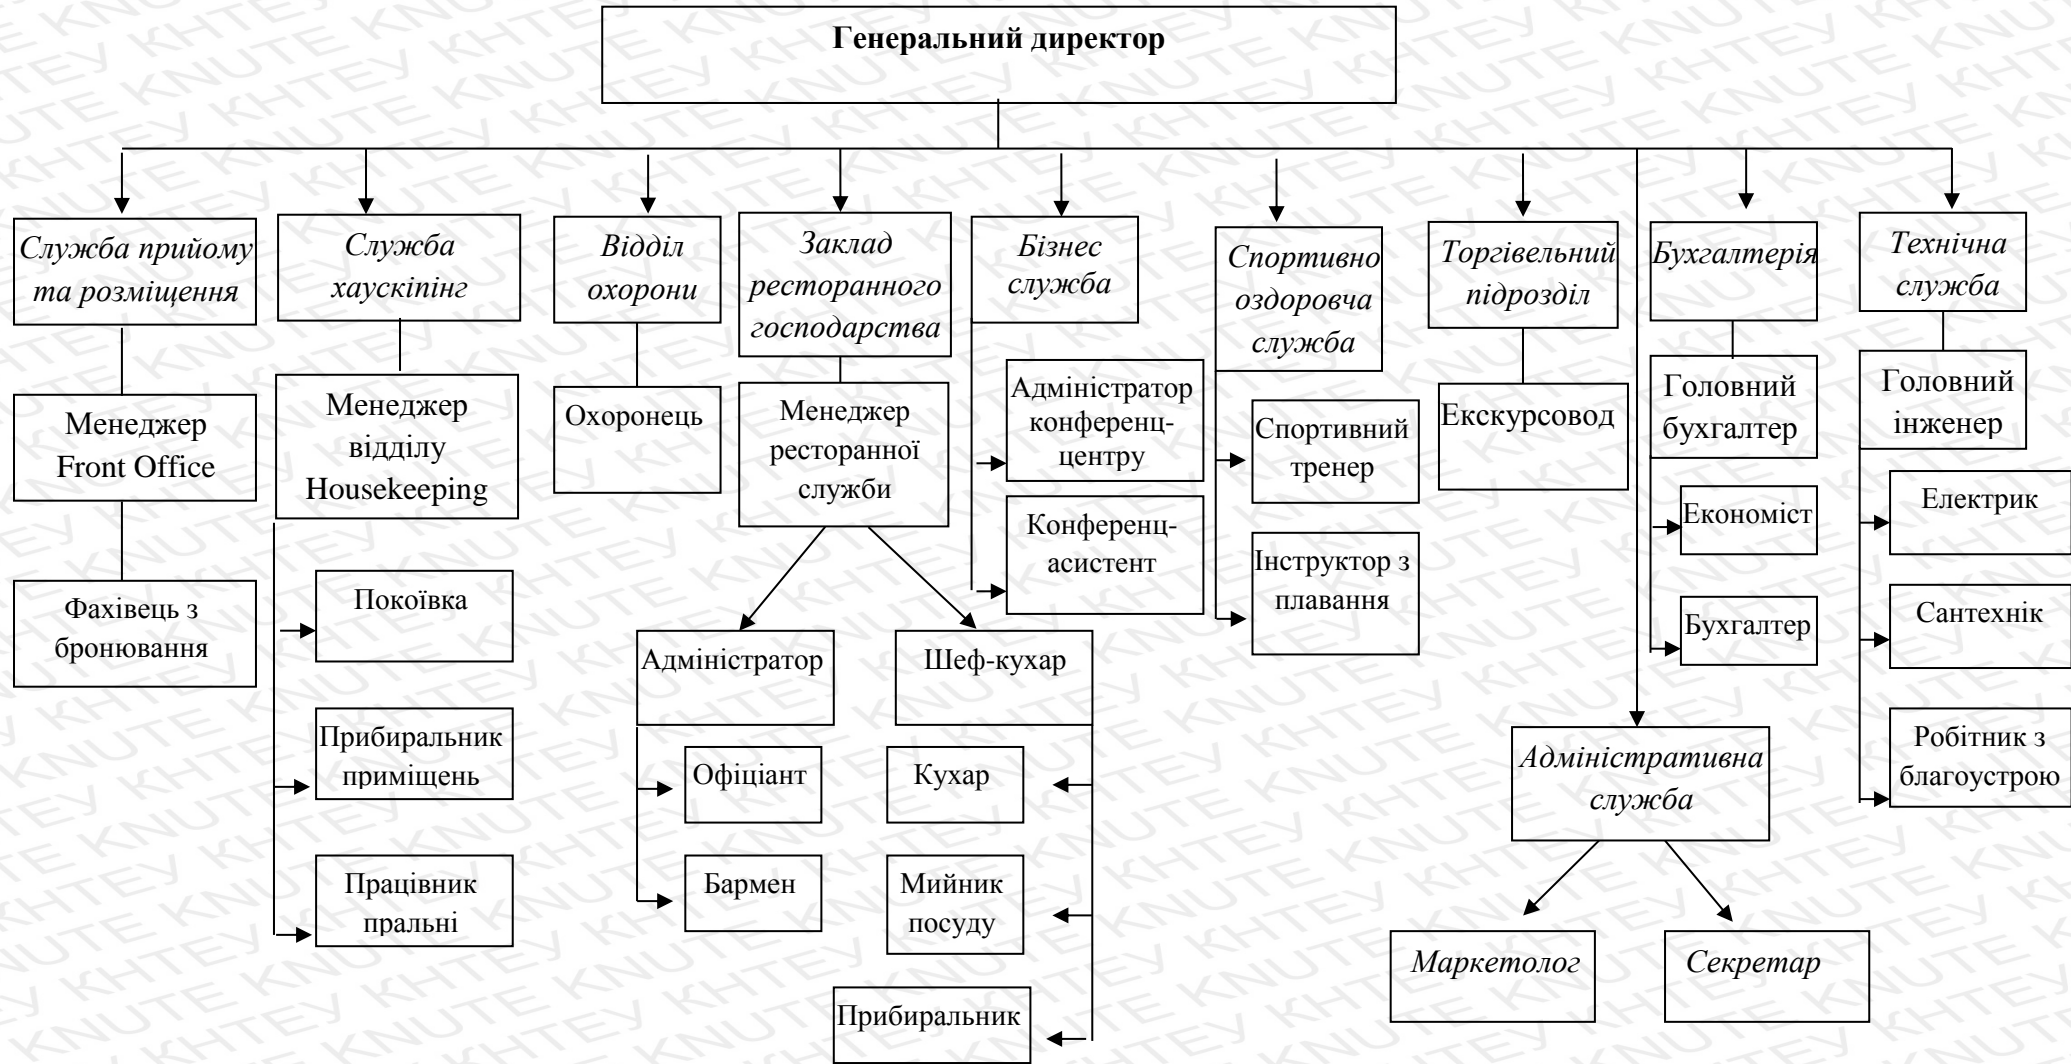 Генеральний директор
Служба прийому
та розміщення
Служба
хаускіпінг
Відділ
охорони
Заклад
ресторанного
господарства
Бізнес
служба
Спортивно
оздоровча
служба
Торгівельний
підрозділ
Бухгалтерія
Технічна
служба
Менеджер
Front Office
Менеджер
відділу
Housekeeping
Охоронець
Менеджер
ресторанної
служби
Адміністратор
конференц-
центру
Спортивний
тренер
Екскурсовод
Головний
бухгалтер
Головний
інженер
Фахівець з
бронювання
Покоївка
Конференц-
асистент
Інструктор з
плавання
Економіст
Електрик
Адміністратор
Шеф-кухар
Бухгалтер
Сантехнік
Прибиральник
приміщень
Офіціант
Кухар
Адміністративна
служба
Робітник з
благоустрою
Працівник
пральні
Бармен
Мийник
посуду
Маркетолог
Секретар
Прибиральник